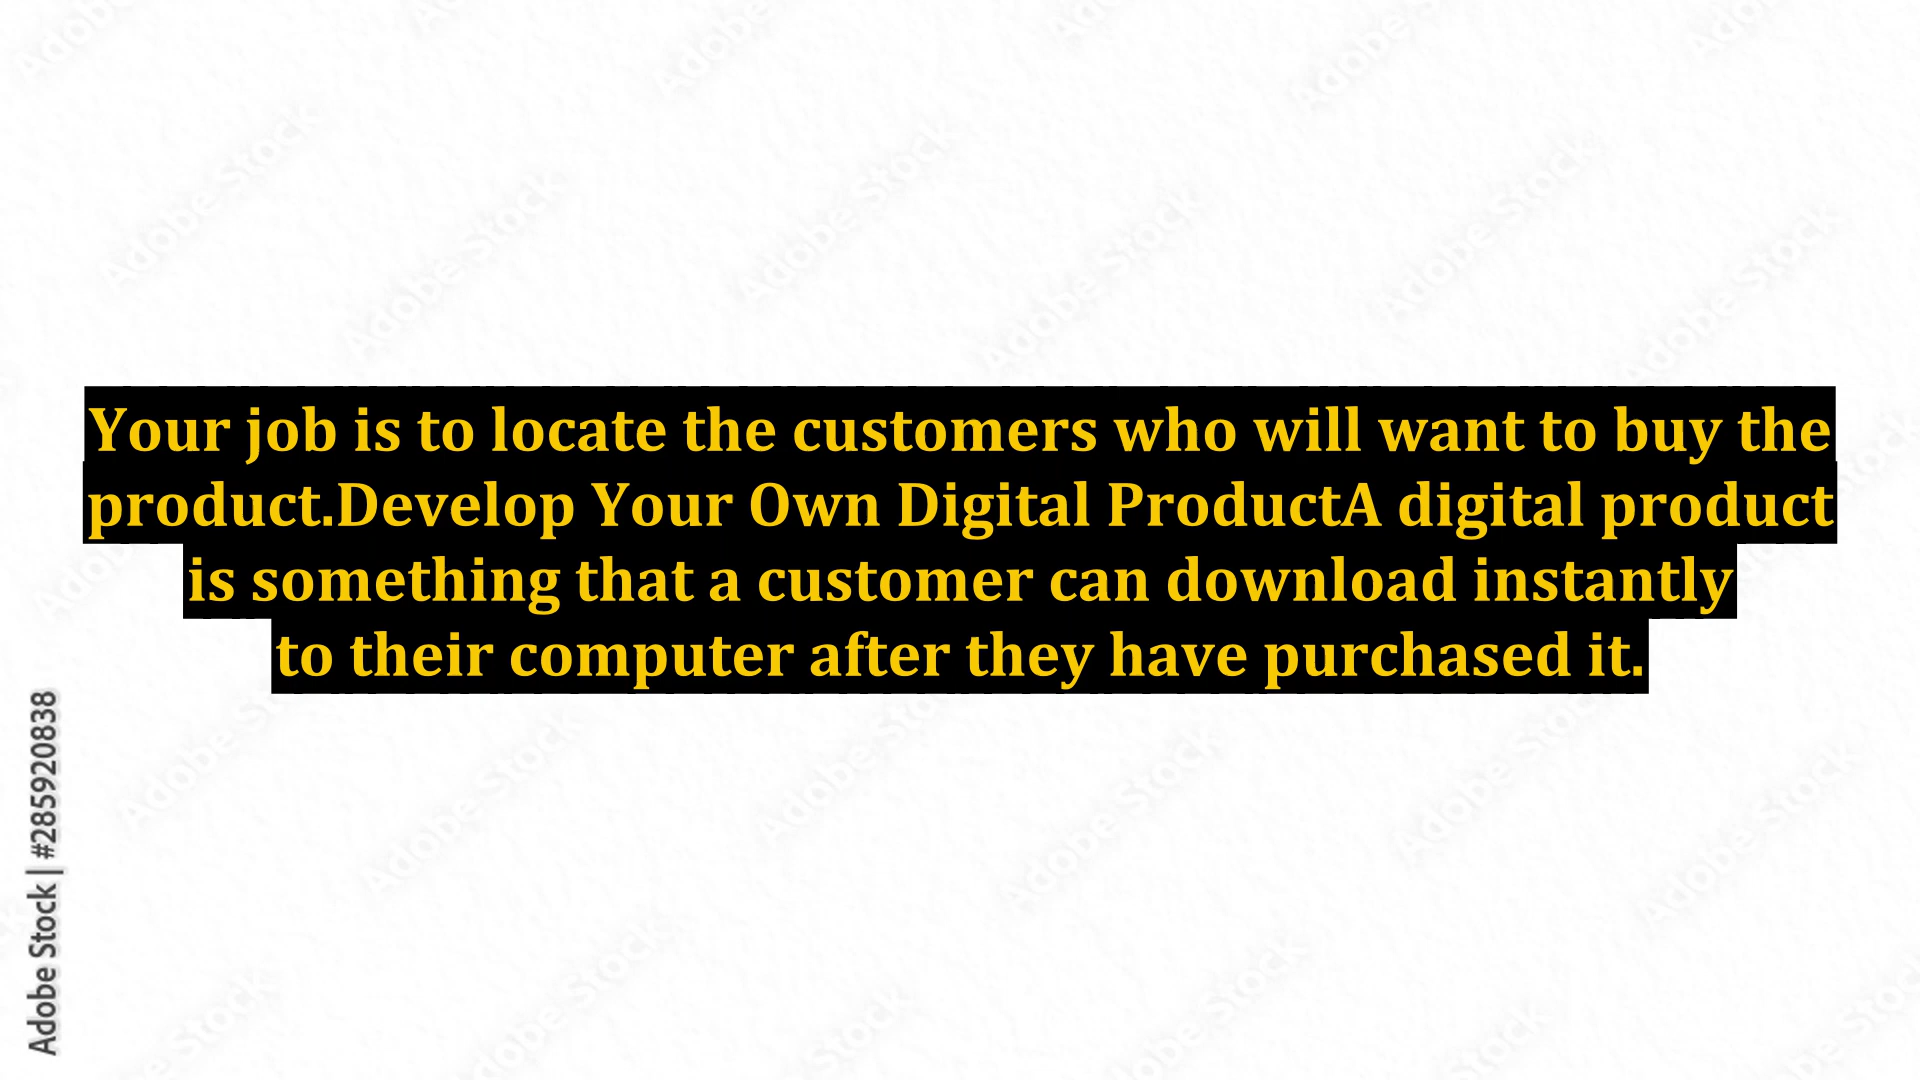 Your job is to locate the customers who will want to buy the
product.Develop Your Own Digital ProductA digital product
is something that a customer can download instantly
to their computer after they have purchased it.
Adobe Stock | #285920838